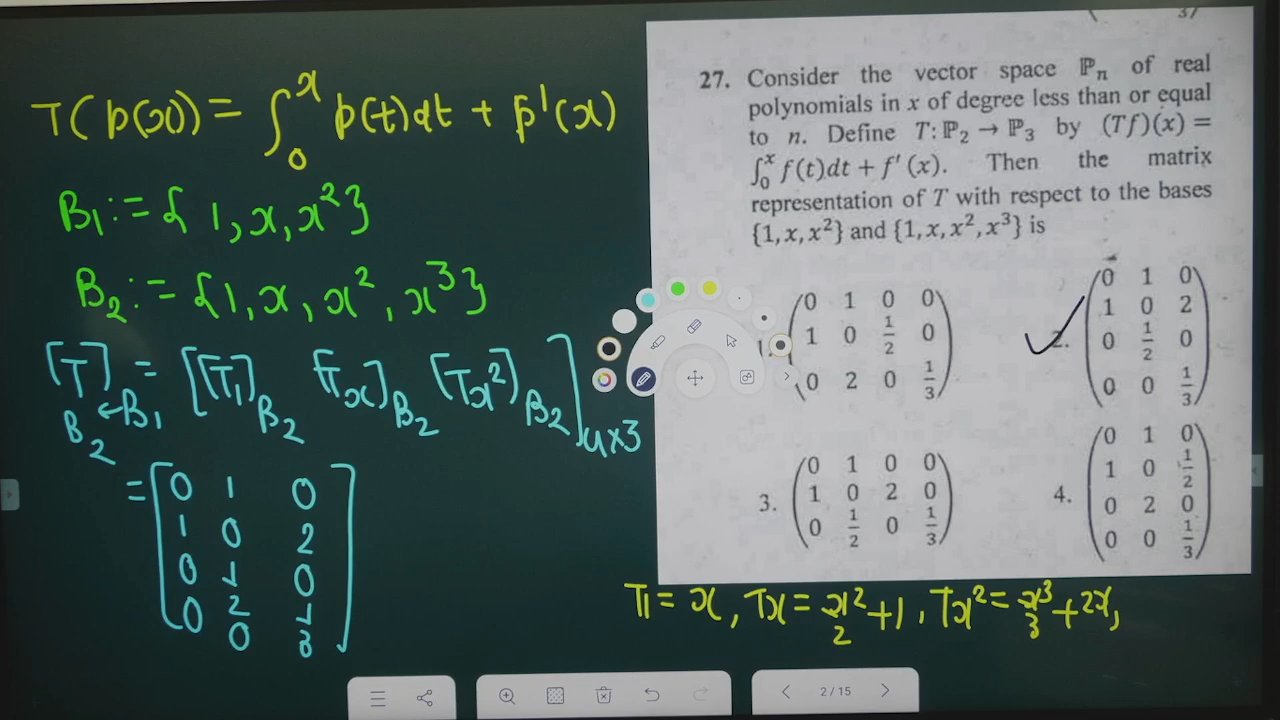 T(p(x)) = ∫₀ˣ p(t)dt + p'(x)
B₁ := {1, x, x²}
B₂ := {1, x, x², x³}
[T] B₂←B₁ = [[T1]_B₂ [Tx]_B₂ [Tx²]_B₂]₄ₓ₃
= [0 1 0
1 0 2
0 1/2 0
0 0 1/3]
37
27. Consider the vector space ℙₙ of real
polynomials in x of degree less than or equal
to n. Define T: ℙ₂ → ℙ₃ by (Tf)(x) =
∫₀ˣ f(t)dt + f'(x). Then the matrix
representation of T with respect to the bases
{1, x, x²} and {1, x, x², x³} is
1. (0 1 0 0
1 0 1/2 0
0 2 0 1/3)
2. (0 1 0
1 0 2
0 1/2 0
0 0 1/3)
3. (0 1 0 0
1 0 2 0
0 1/2 0 1/3)
4. (0 1 0
1 0 1/2
0 2 0
0 0 1/3)
T1 = x, Tx = x²/2 + 1, Tx² = x³/3 + 2x,
2/15